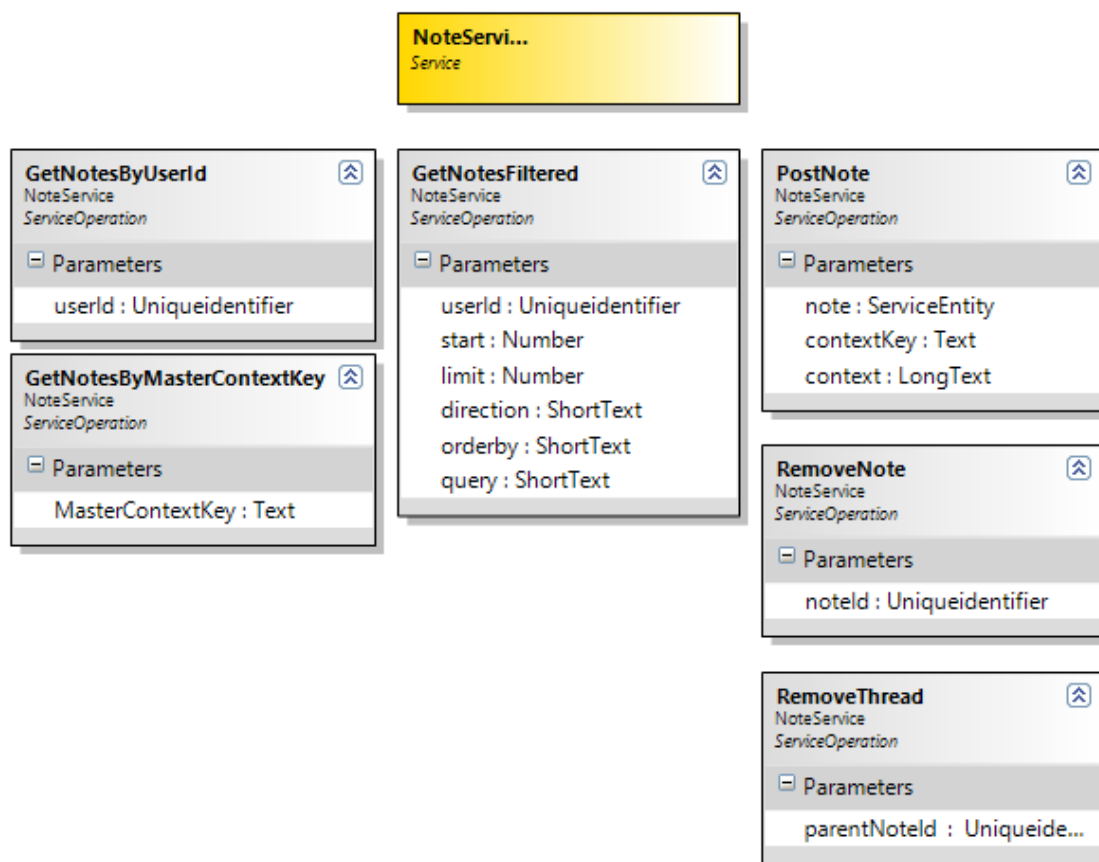 NoteServi...
Service
GetNotesByUserId
NoteService
ServiceOperation
Parameters
userId : Uniqueidentifier
GetNotesByMasterContextKey
NoteService
ServiceOperation
Parameters
MasterContextKey : Text
GetNotesFiltered
NoteService
ServiceOperation
Parameters
userId : Uniqueidentifier
start : Number
limit : Number
direction : ShortText
orderby : ShortText
query : ShortText
PostNote
NoteService
ServiceOperation
Parameters
note : ServiceEntity
contextKey : Text
context : LongText
RemoveNote
NoteService
ServiceOperation
Parameters
noteId : Uniqueidentifier
RemoveThread
NoteService
ServiceOperation
Parameters
parentNoteId : Uniqueide...